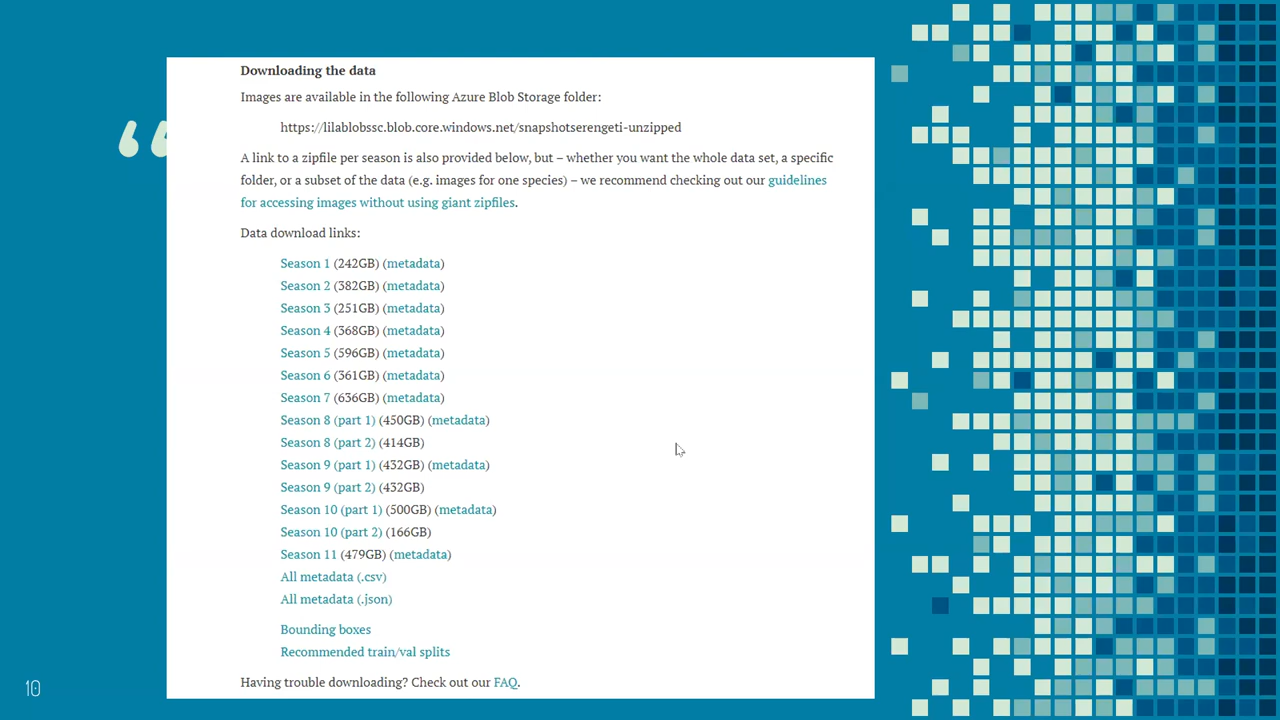 “
Downloading the data
Images are available in the following Azure Blob Storage folder:
https://lilablobssc.blob.core.windows.net/snapshotserengeti-unzipped
A link to a zipfile per season is also provided below, but – whether you want the whole data set, a specific
folder, or a subset of the data (e.g. images for one species) – we recommend checking out our guidelines
for accessing images without using giant zipfiles.
Data download links:
Season 1 (242GB) (metadata)
Season 2 (382GB) (metadata)
Season 3 (251GB) (metadata)
Season 4 (368GB) (metadata)
Season 5 (596GB) (metadata)
Season 6 (361GB) (metadata)
Season 7 (636GB) (metadata)
Season 8 (part 1) (450GB) (metadata)
Season 8 (part 2) (414GB)
Season 9 (part 1) (432GB) (metadata)
Season 9 (part 2) (432GB)
Season 10 (part 1) (500GB) (metadata)
Season 10 (part 2) (166GB)
Season 11 (479GB) (metadata)
All metadata (.csv)
All metadata (.json)
Bounding boxes
Recommended train/val splits
Having trouble downloading? Check out our FAQ.
10